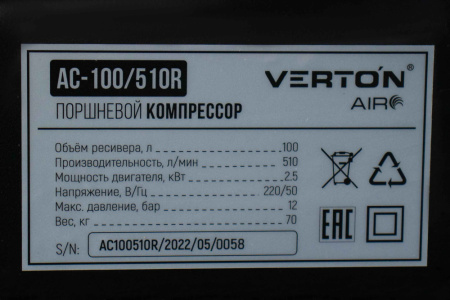 AC-100/510R
VERTON®
AIR
ПОРШНЕВОЙ КОМПРЕССОР
Объём ресивера, л 100
Производительность, л/мин 510
Мощность двигателя, кВт 2.5
Напряжение, В/Гц 220/50
Макс. давление, бар 12
Вес, кг 70
EAC
S/N: AC100510R/2022/05/0058